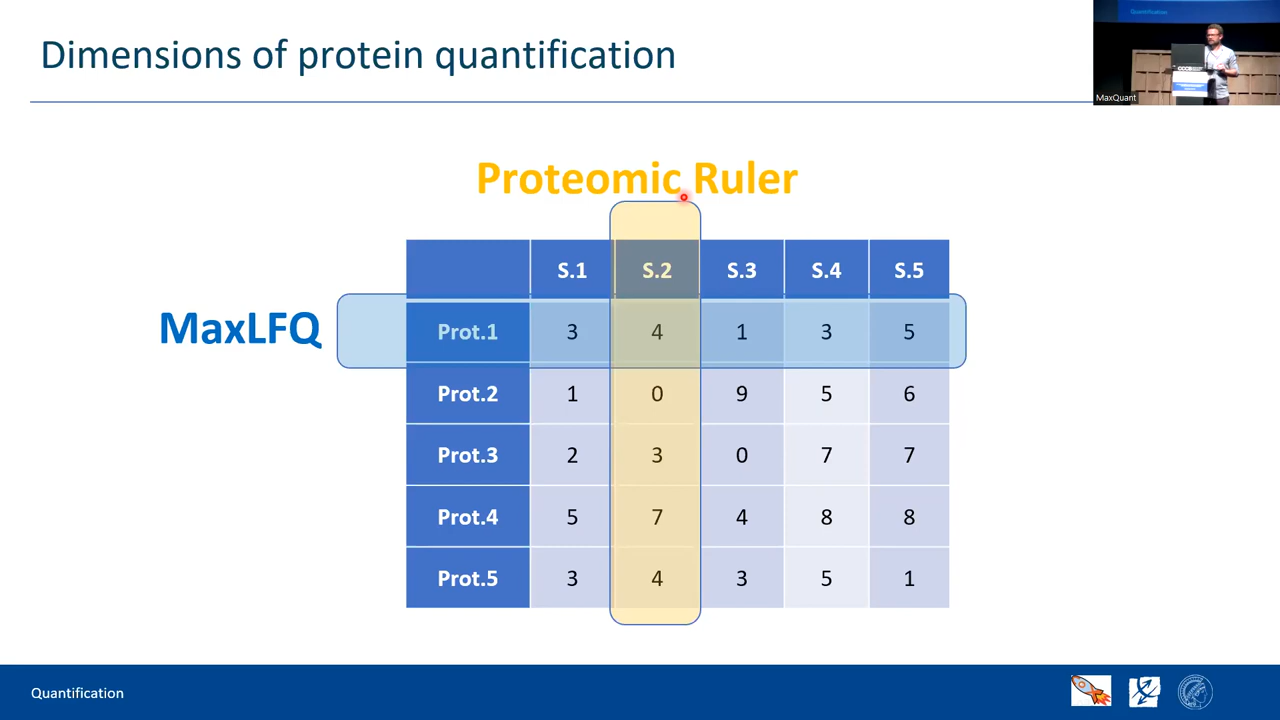 Dimensions of protein quantification
Quantification
MaxQuant
Proteomic Ruler
S.1 S.2 S.3 S.4 S.5
MaxLFQ
Prot.1 3 4 1 3 5
Prot.2 1 0 9 5 6
Prot.3 2 3 0 7 7
Prot.4 5 7 4 8 8
Prot.5 3 4 3 5 1
Quantification